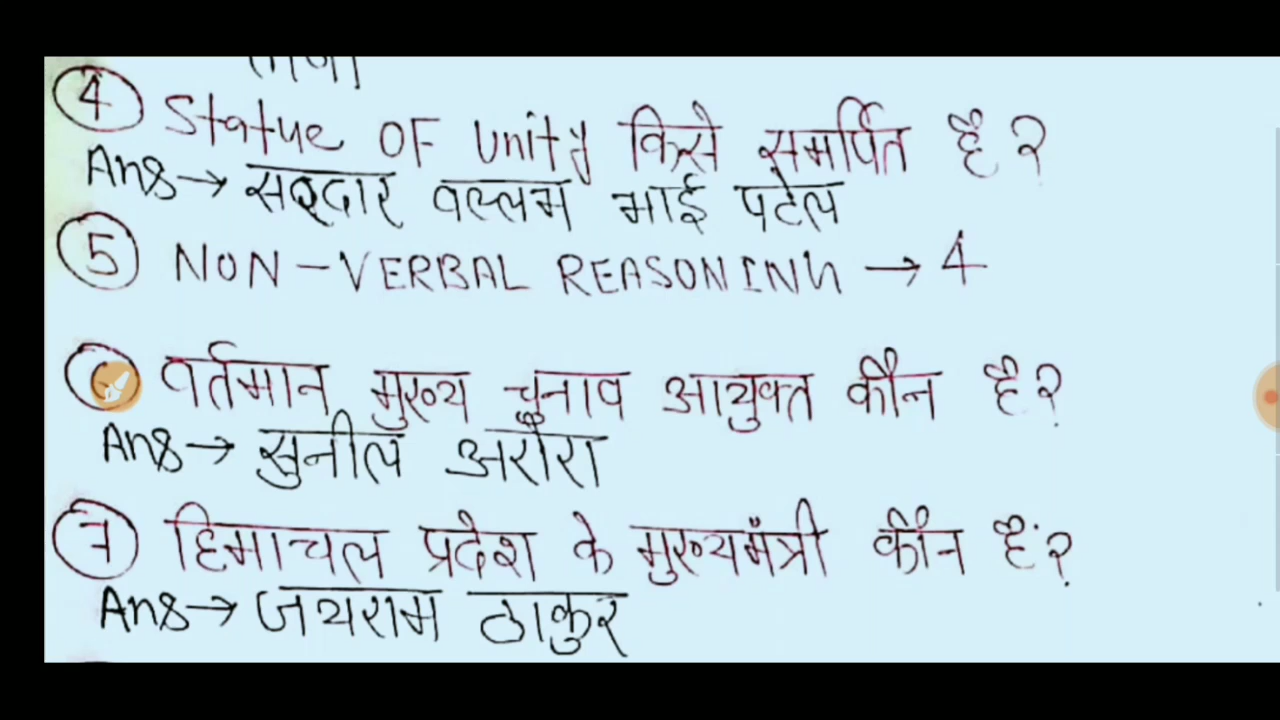 ④ Statue OF Unity किसे समर्पित है?
Ans→ सरदार वल्लभ भाई पटेल
⑤ NON-VERBAL REASONING → 4
वर्तमान मुख्य चुनाव आयुक्त कौन है?
Ans→ सुनील अरोरा
⑦ हिमाचल प्रदेश के मुख्यमंत्री कौन हैं?
Ans→ जयराम ठाकुर